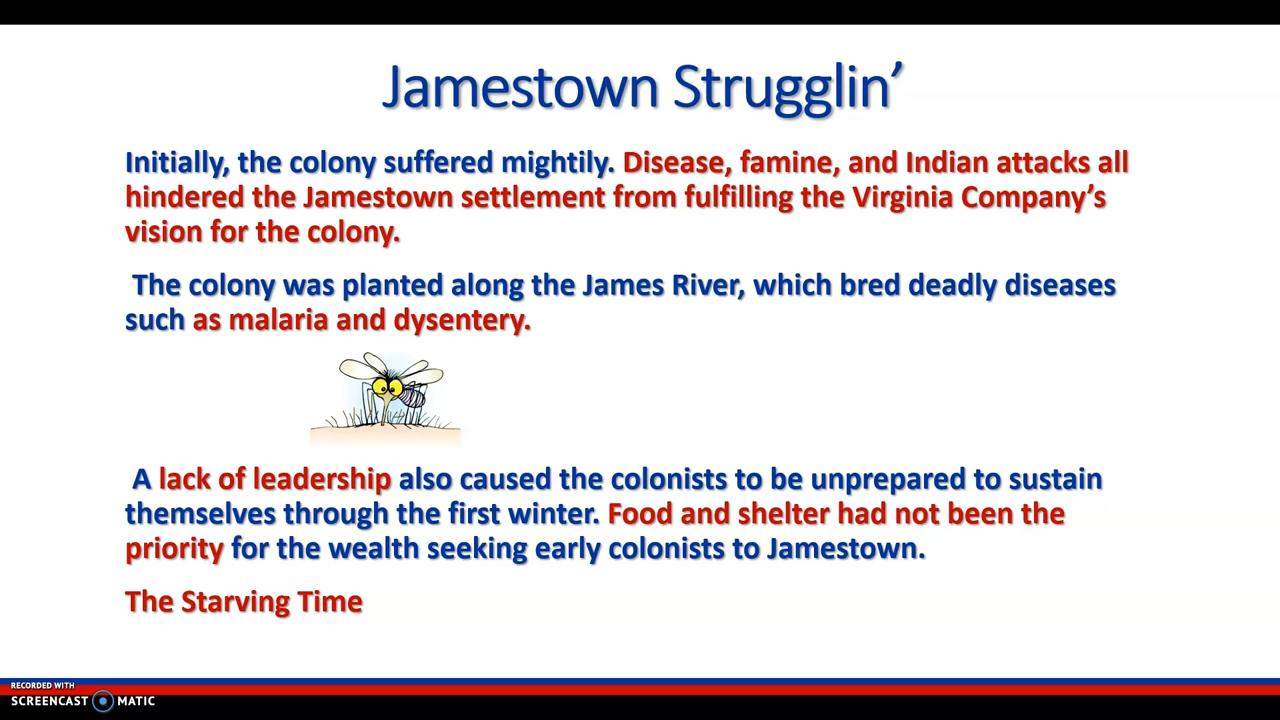 Jamestown Strugglin’
Initially, the colony suffered mightily. Disease, famine, and Indian attacks all
hindered the Jamestown settlement from fulfilling the Virginia Company’s
vision for the colony.
The colony was planted along the James River, which bred deadly diseases
such as malaria and dysentery.
A lack of leadership also caused the colonists to be unprepared to sustain
themselves through the first winter. Food and shelter had not been the
priority for the wealth seeking early colonists to Jamestown.
The Starving Time
RECORDED WITH
SCREENCAST MATIC